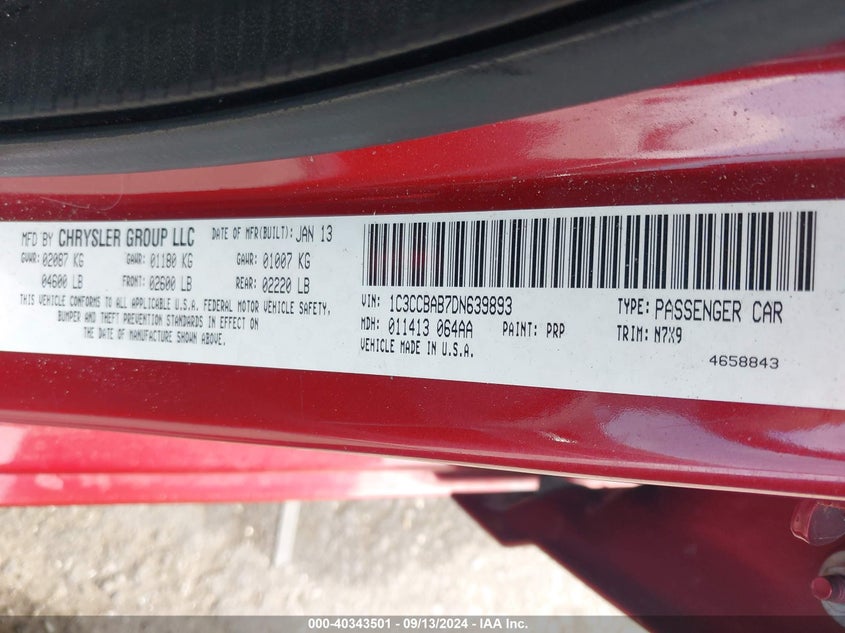 MFD BY CHRYSLER GROUP LLC DATE OF MFR(BUILT): JAN 13
GVWR: 02087 KG GAWR: 01180 KG GAWR: 01007 KG
04600 LB FRONT: 02600 LB REAR: 02220 LB
THIS VEHICLE CONFORMS TO ALL APPLICABLE U.S.A. FEDERAL MOTOR VEHICLE SAFETY,
BUMPER AND THEFT PREVENTION STANDARDS IN EFFECT ON
THE DATE OF MANUFACTURE SHOWN ABOVE.
VIN: 1C3CCBAB7DN639893 TYPE: PASSENGER CAR
MDH: 011413 064AA PAINT: PRP TRIM: N7X9
VEHICLE MADE IN U.S.A.
4658843
000-40343501 - 09/13/2024 - IAA Inc.